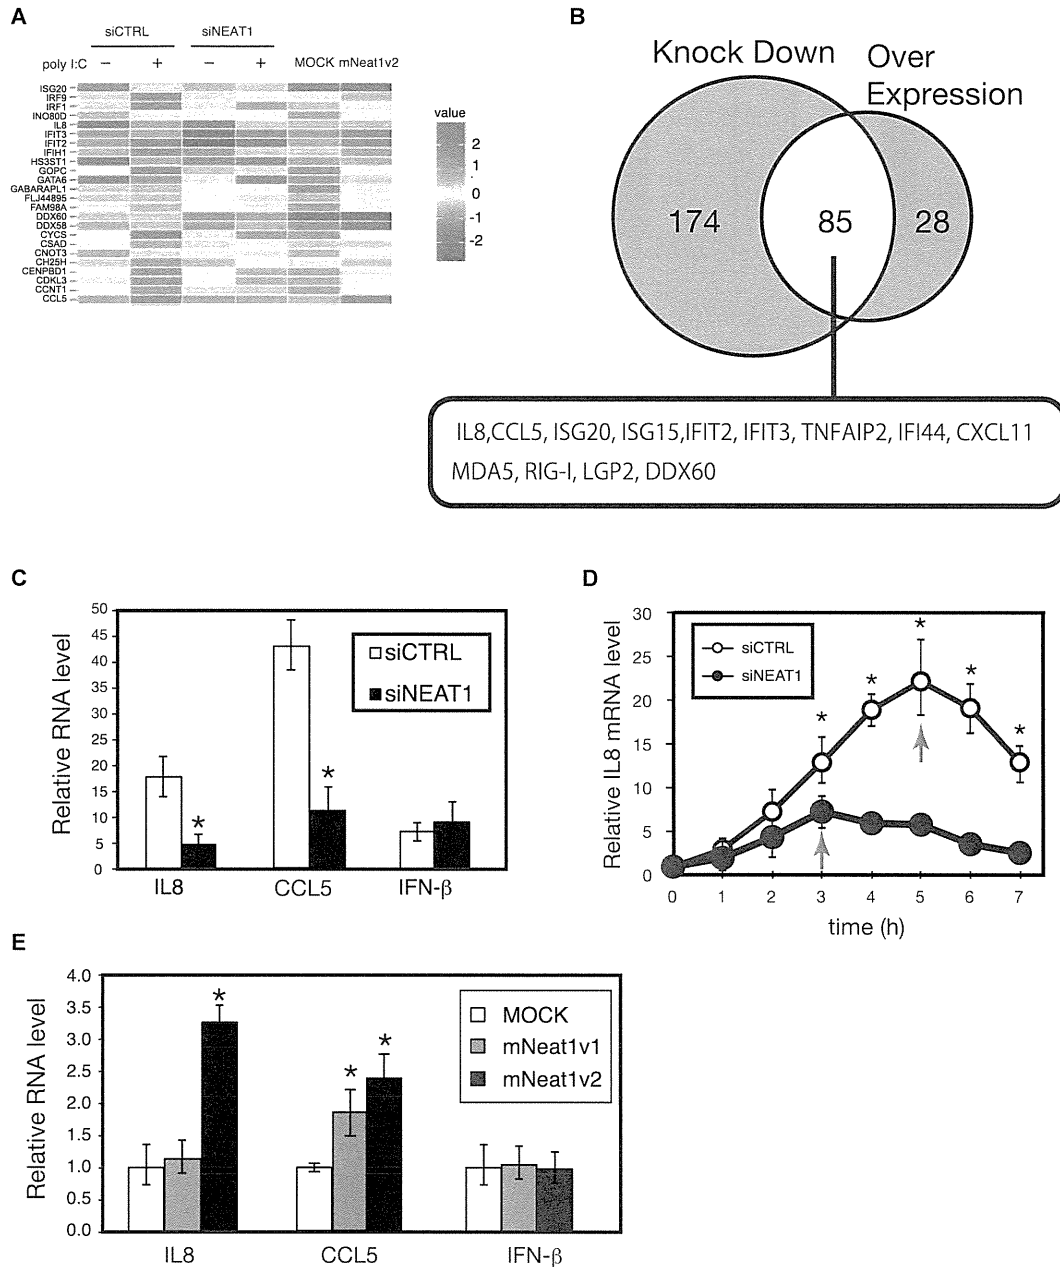 A
siCTRL siNEAT1
poly I:C − + − + MOCK mNeat1v2
ISG20
IRF9
IRF1
INO80D
IL8
IFIT3
IFIT2
IFIH1
HS3ST1
GOPC
GATA6
GABARAPL1
FLJ44895
FAM98A
DDX60
DDX58
CYCS
CSAD
CNOT3
CH25H
CENPBD1
CDKL3
CCNT1
CCL5
value
2
1
0
-1
-2
B
Knock Down
Over
Expression
174 85 28
IL8,CCL5, ISG20, ISG15,IFIT2, IFIT3, TNFAIP2, IFI44, CXCL11
MDA5, RIG-I, LGP2, DDX60
C
Relative RNA level
50
45
40
35
30
25
20
15
10
5
0
siCTRL
siNEAT1
*
*
IL8 CCL5 IFN-β
D
Relative IL8 mRNA level
30
25
20
15
10
5
0
siCTRL
siNEAT1
* * * * *
0 1 2 3 4 5 6 7
time (h)
E
Relative RNA level
4.0
3.5
3.0
2.5
2.0
1.5
1.0
0.5
0.0
MOCK
mNeat1v1
mNeat1v2
* * *
IL8 CCL5 IFN-β